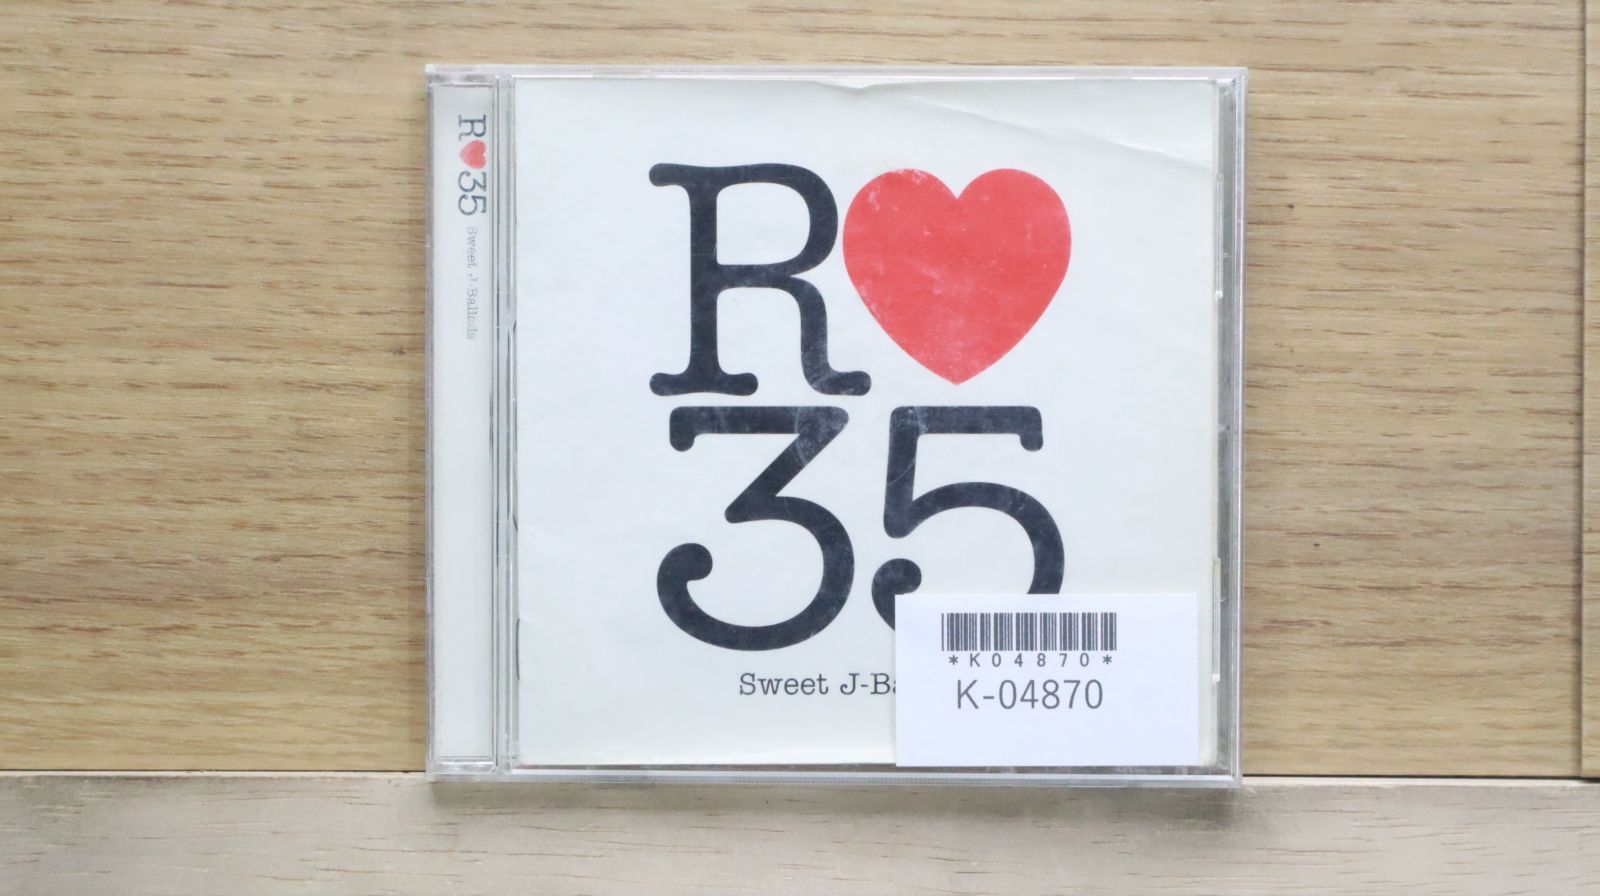 R♥35 Sweet J-Ballads
R♥
35
Sweet J-Ba
*K04870*
K-04870